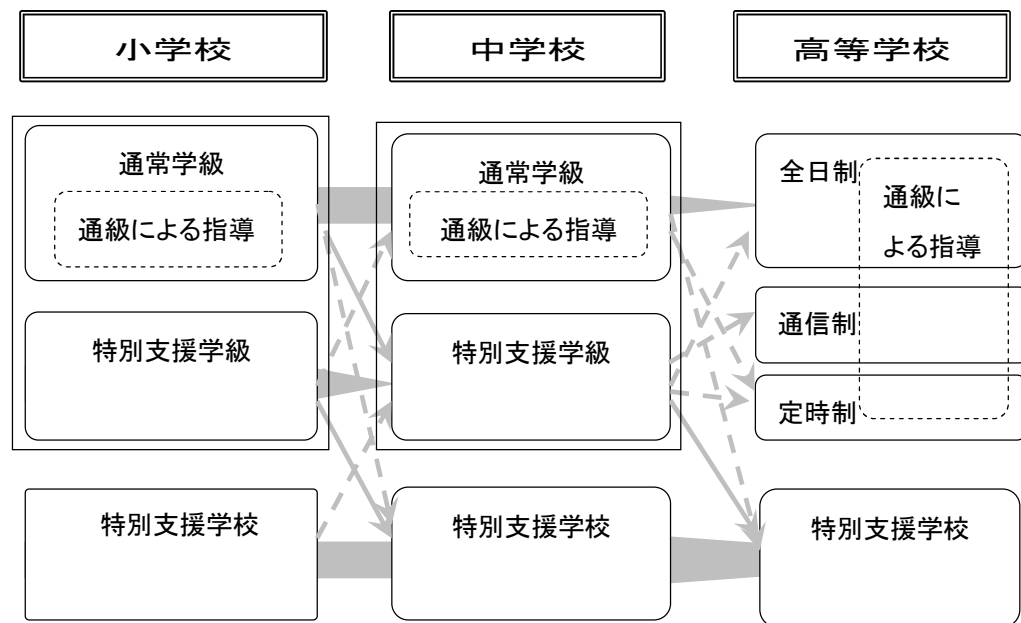 小学校
中学校
高等学校
通常学級
通級による指導
特別支援学級
特別支援学校
通常学級
通級による指導
特別支援学級
特別支援学校
全日制
通級に
よる指導
通信制
定時制
特別支援学校